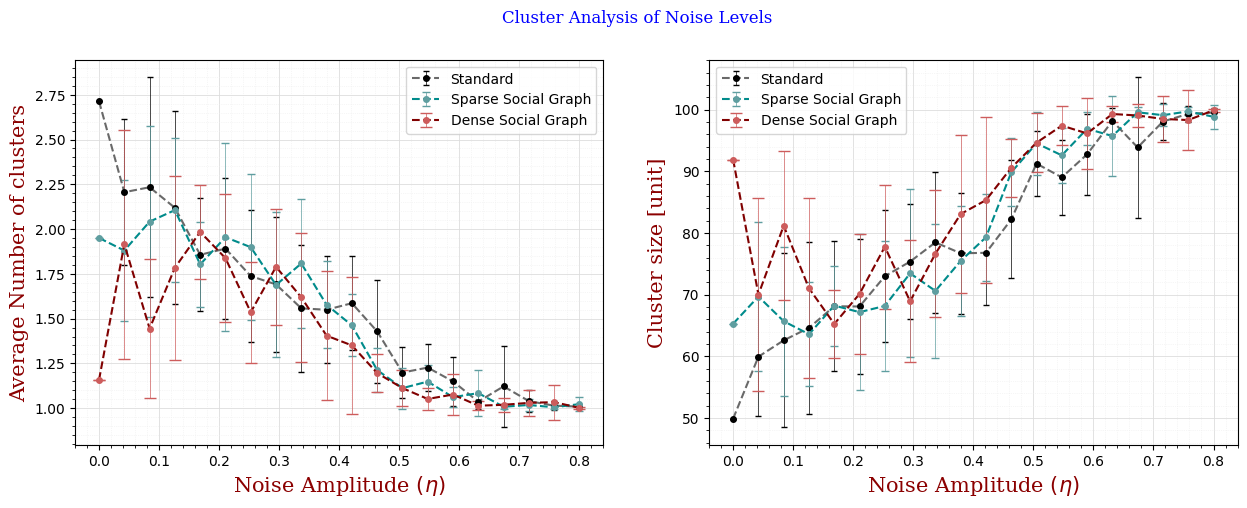 Cluster Analysis of Noise Levels
Average Number of clusters
2.75
2.50
2.25
2.00
1.75
1.50
1.25
1.00
Standard
Sparse Social Graph
Dense Social Graph
0.0 0.1 0.2 0.3 0.4 0.5 0.6 0.7 0.8
Noise Amplitude (η)
Cluster size [unit]
100
90
80
70
60
50
Standard
Sparse Social Graph
Dense Social Graph
0.0 0.1 0.2 0.3 0.4 0.5 0.6 0.7 0.8
Noise Amplitude (η)